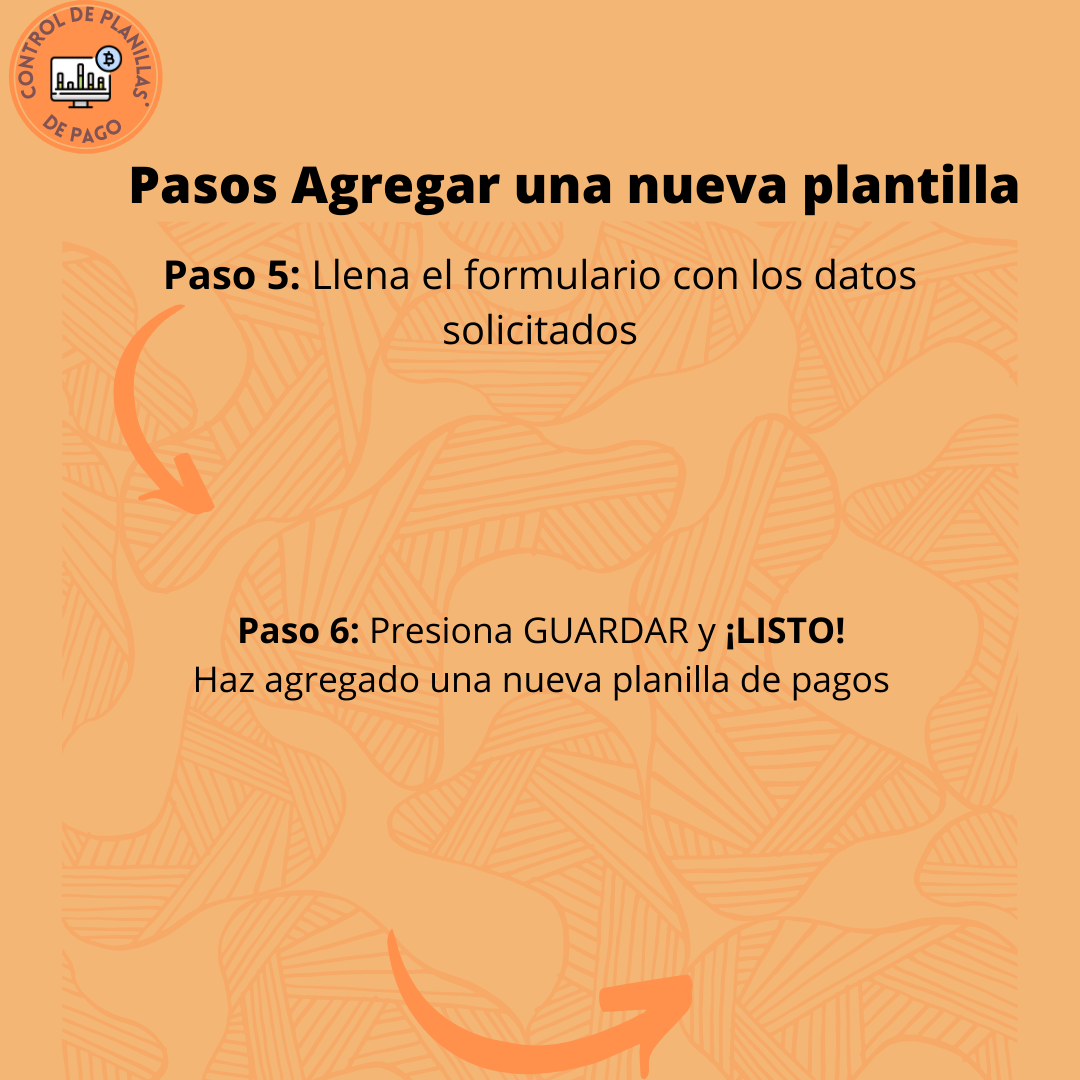 CONTROL DE PLANILLAS
DE PAGO
Pasos Agregar una nueva plantilla
Paso 5: Llena el formulario con los datos
solicitados
Paso 6: Presiona GUARDAR y ¡LISTO!
Haz agregado una nueva planilla de pagos